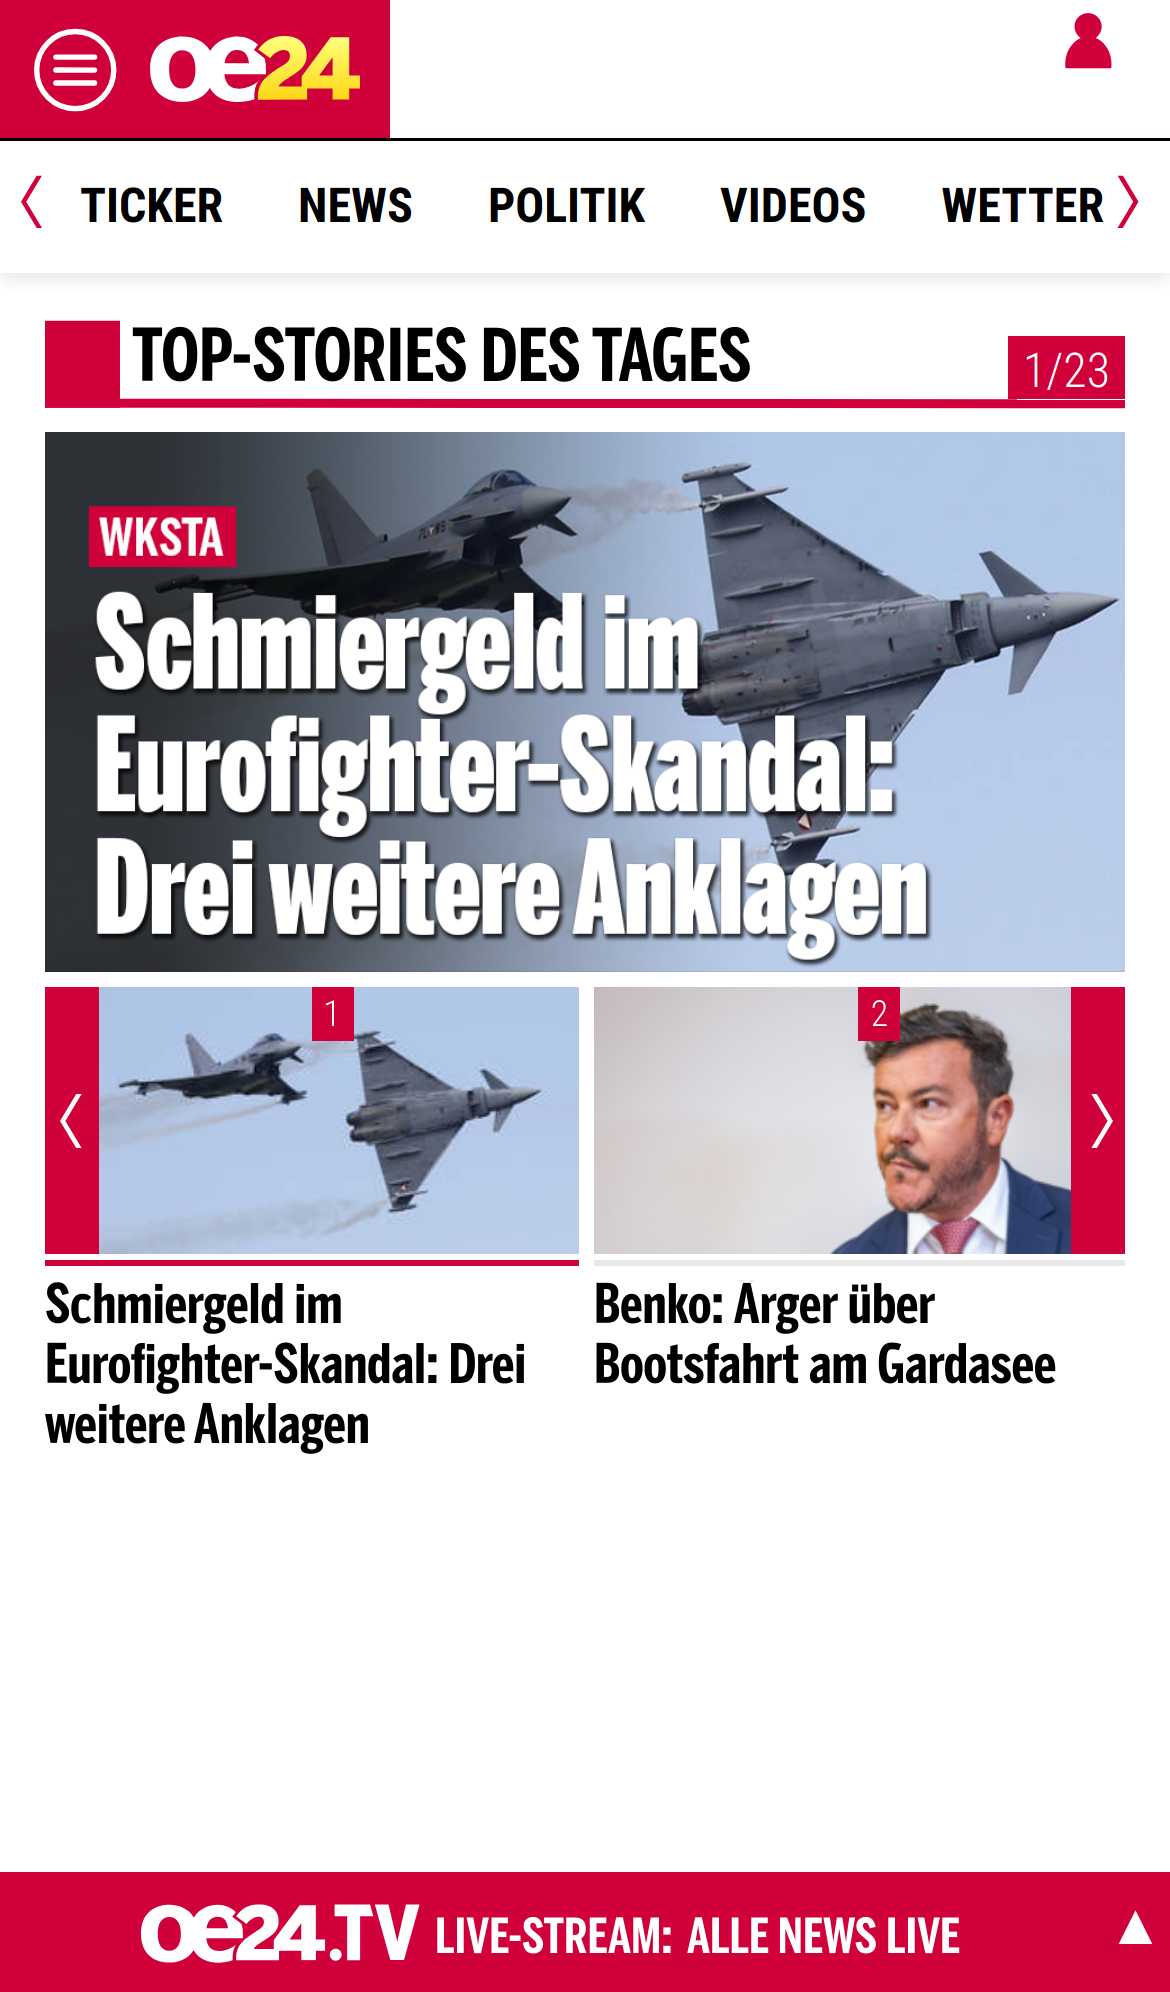 oe24
TICKER NEWS POLITIK VIDEOS WETTER
TOP-STORIES DES TAGES
1/23
WKSTA
Schmiergeld im
Eurofighter-Skandal:
Drei weitere Anklagen
1
2
Schmiergeld im
Eurofighter-Skandal: Drei
weitere Anklagen
Benko: Arger über
Bootsfahrt am Gardasee
oe24.TV LIVE-STREAM: ALLE NEWS LIVE